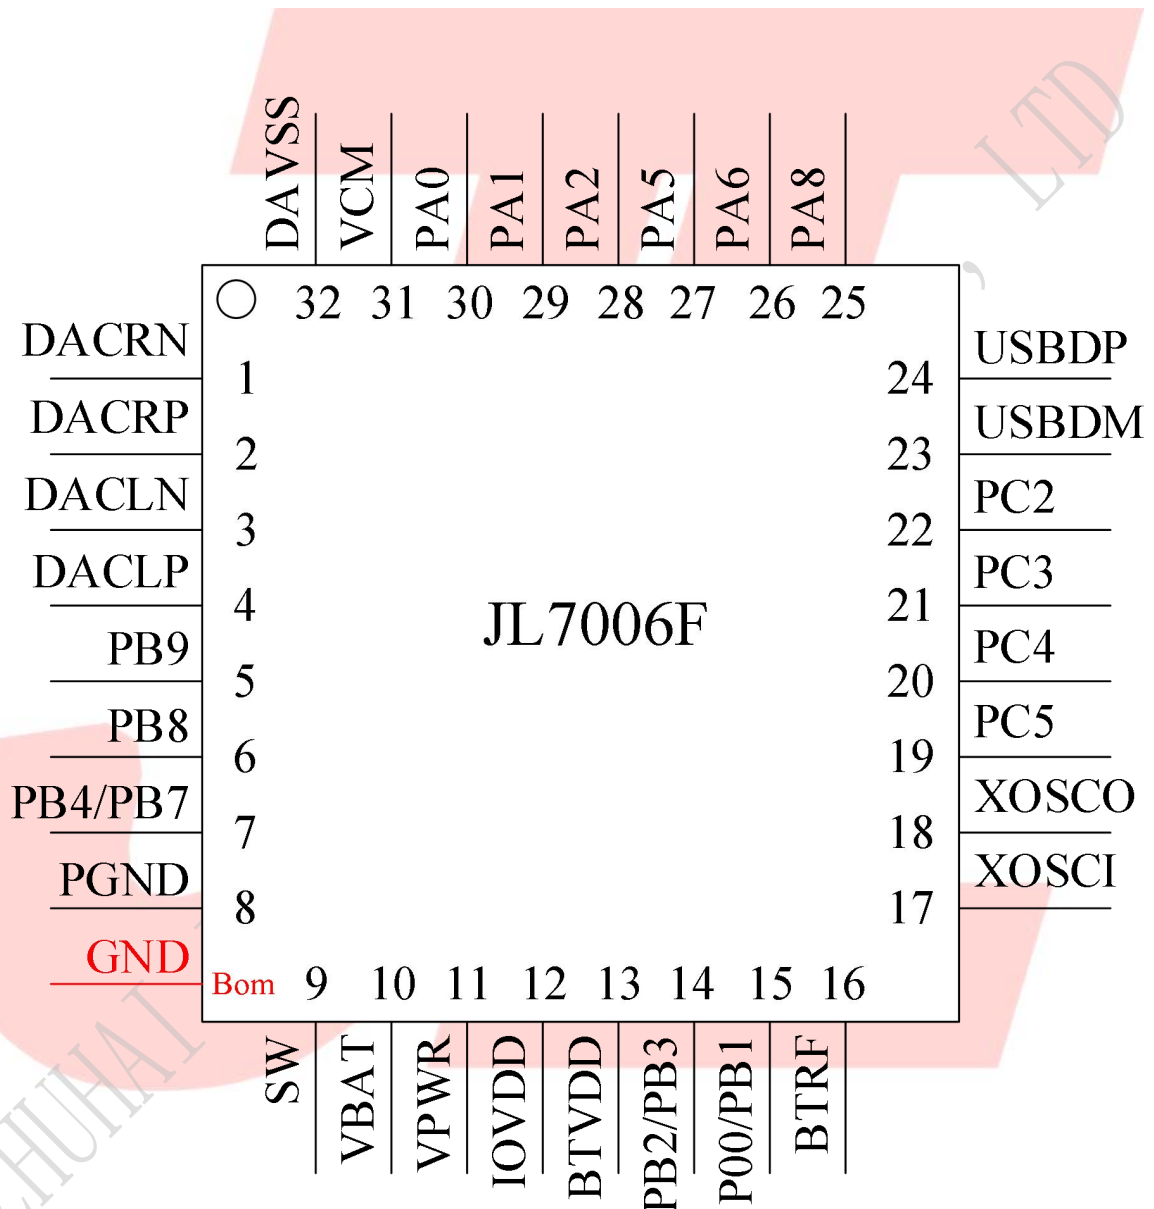 DAVSS
VCM
PA0
PA1
PA2
PA5
PA6
PA8
32 31 30 29 28 27 26 25
DACRN 1
DACRP 2
DACLN 3
DACLP 4
PB9 5
PB8 6
PB4/PB7 7
PGND 8
GND Bom
JL7006F
24 USBDP
23 USBDM
22 PC2
21 PC3
20 PC4
19 PC5
18 XOSCO
17 XOSCI
9 10 11 12 13 14 15 16
SW
VBAT
VPWR
IOVDD
BTVDD
PB2/PB3
P00/PB1
BTRF
, LTD